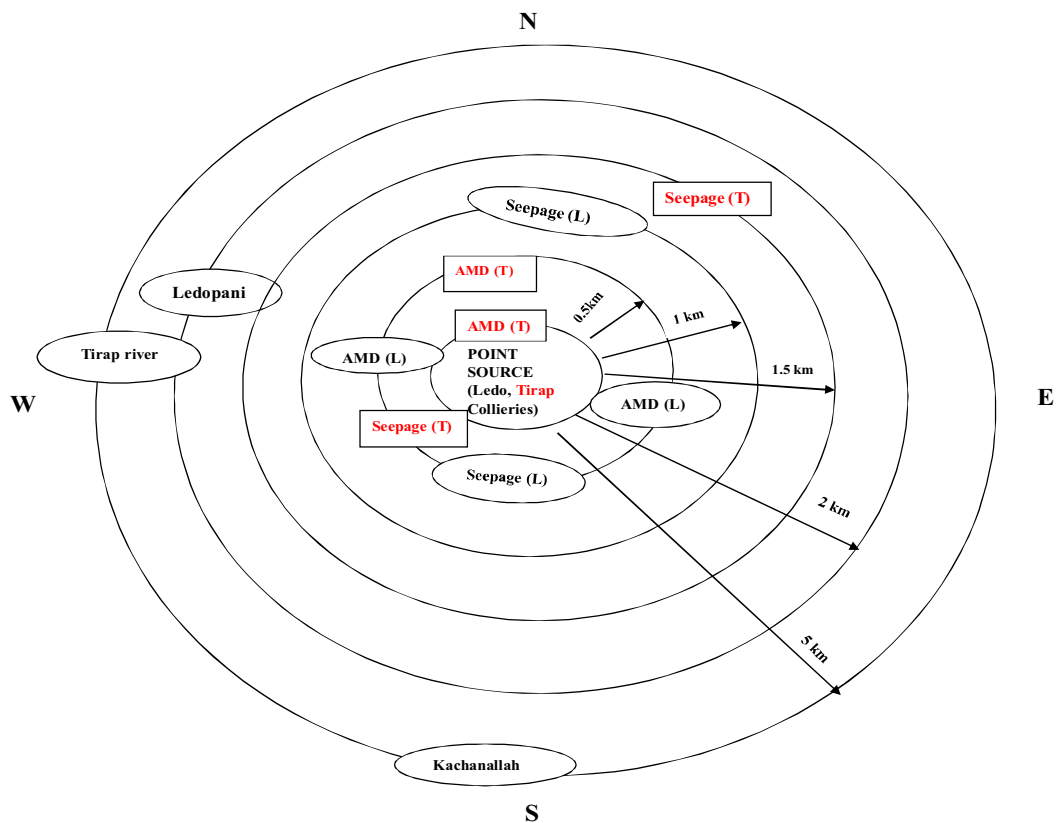 N
Seepage (T)
Seepage (L)
AMD (T)
Ledopani
0.5km
1 km
AMD (T)
Tirap river
AMD (L)
POINT
SOURCE
(Ledo, Tirap
Collieries)
1.5 km
W
E
AMD (L)
Seepage (T)
Seepage (L)
2 km
5 km
Kachanallah
S